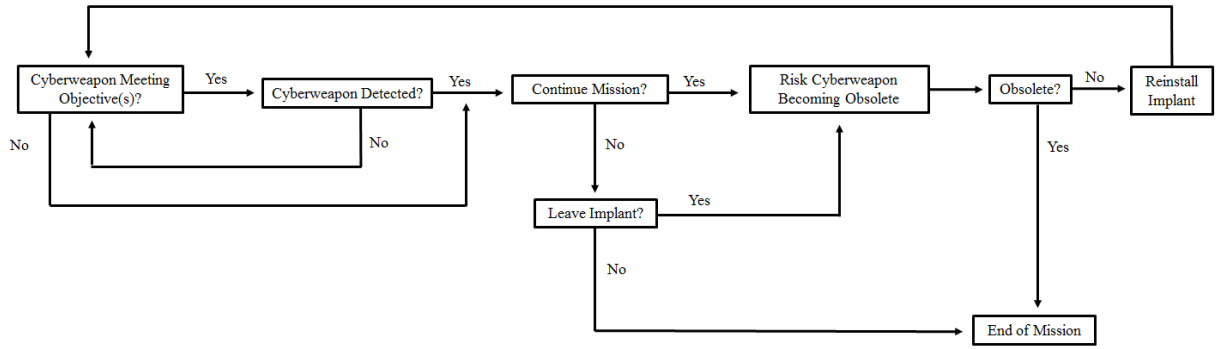 Cyberweapon Meeting
Objective(s)?
Yes
Cyberweapon Detected?
Yes
Continue Mission?
Yes
Risk Cyberweapon
Becoming Obsolete
Obsolete?
No
Reinstall
Implant
No
No
No
Yes
Leave Implant?
Yes
No
End of Mission